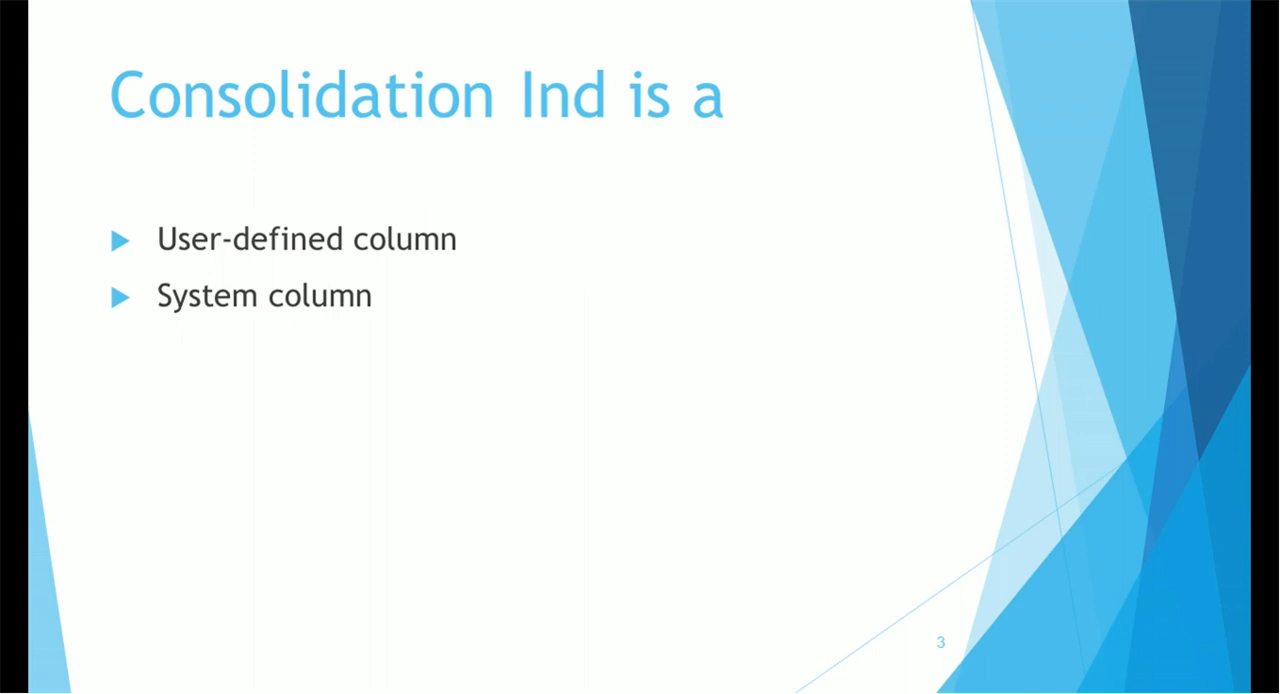 Consolidation Ind is a
User-defined column
System column
3